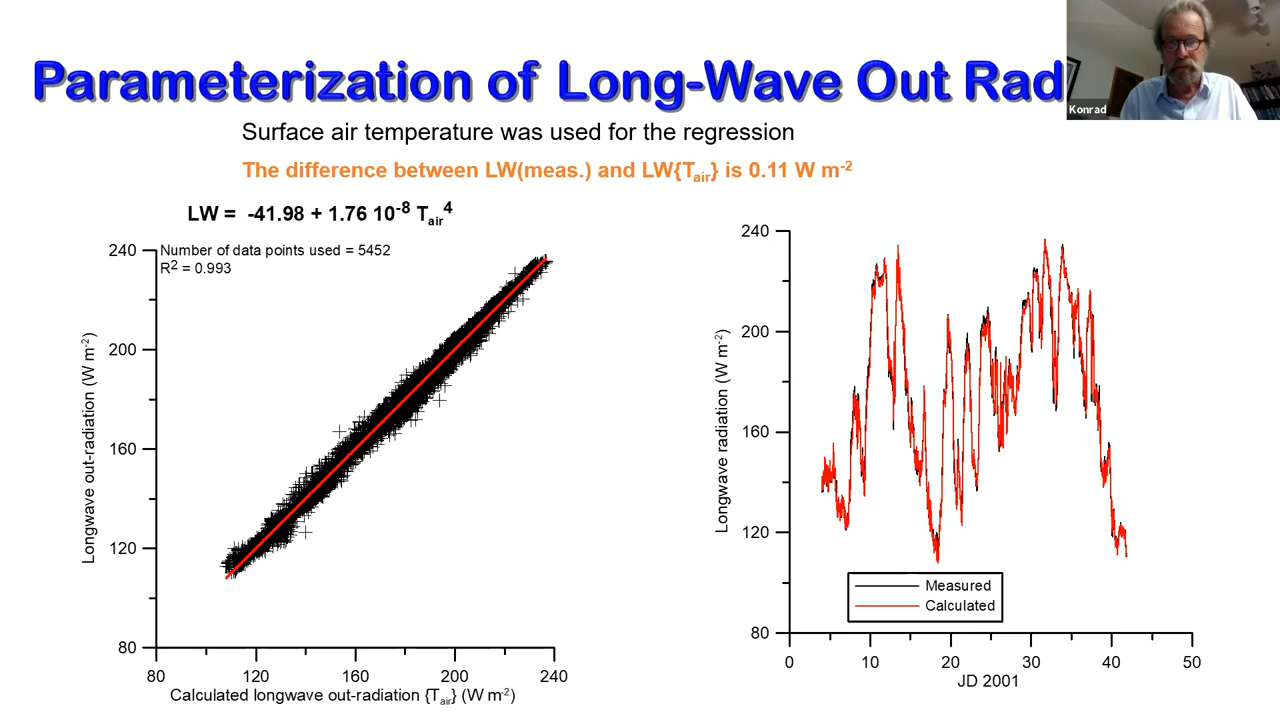 Parameterization of Long-Wave Out Rad
Konrad
Surface air temperature was used for the regression
The difference between LW(meas.) and LW{Tair} is 0.11 W m-2
LW = -41.98 + 1.76 10-8 Tair4
Number of data points used = 5452
R2 = 0.993
240
200
160
120
80
Longwave out-radiation (W m-2)
80 120 160 200 240
Calculated longwave out-radiation {Tair} (W m-2)
240
200
160
120
80
Longwave radiation (W m-2)
Measured
Calculated
0 10 20 30 40 50
JD 2001